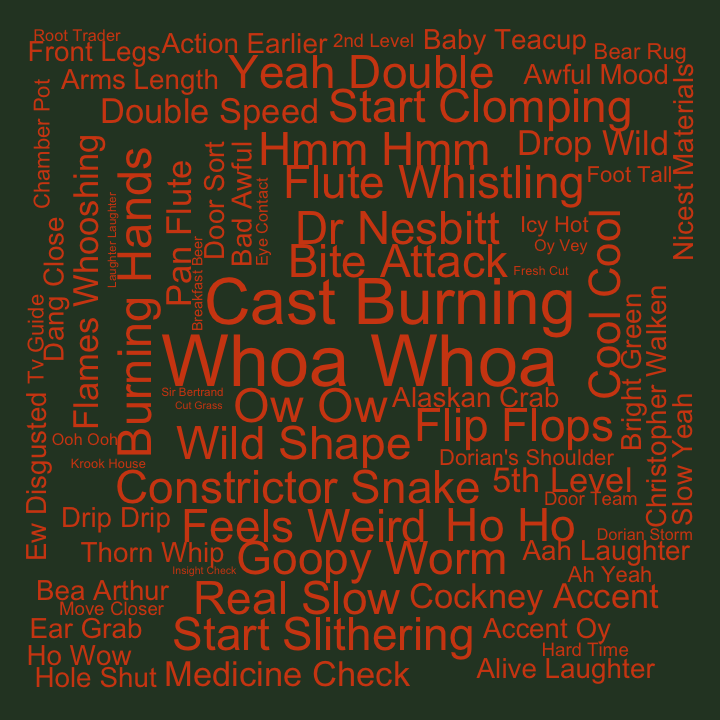 Root Trader
Front Legs
Action Earlier
2nd Level
Baby Teacup
Bear Rug
Arms Length
Yeah Double
Awful Mood
Chamber Pot
Double Speed
Start Clomping
Nicest Materials
Hmm Hmm
Drop Wild
Flames Whooshing
Burning Hands
Pan Flute
Door Sort
Bad Awful
Flute Whistling
Foot Tall
Laughter Laughter
Eye Contact
Dang Close
Dr Nesbitt
Icy Hot
Oy Vey
Breakfast Beer
Bite Attack
Fresh Cut
Cool Cool
Cast Burning
Tv Guide
Bright Green
Christopher Walken
Whoa Whoa
Sir Bertrand
Cut Grass
Ow Ow
Alaskan Crab
Ew Disgusted
Ooh Ooh
Wild Shape
Flip Flops
Slow Yeah
Krook House
Dorian's Shoulder
Constrictor Snake
5th Level
Door Team
Drip Drip
Feels Weird
Ho Ho
Dorian Storm
Thorn Whip
Goopy Worm
Aah Laughter
Insight Check
Ah Yeah
Bea Arthur
Move Closer
Real Slow
Cockney Accent
Ear Grab
Start Slithering
Accent Oy
Ho Wow
Hard Time
Hole Shut
Medicine Check
Alive Laughter